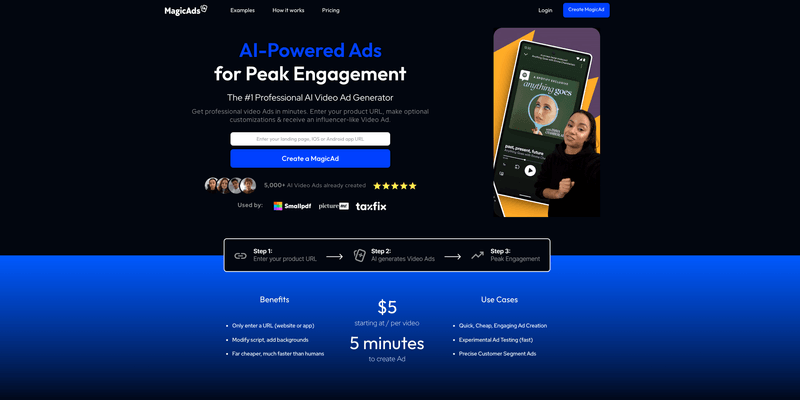 MagicAds
Examples
How it works
Pricing
Login
Create MagicAd
AI-Powered Ads
for Peak Engagement
The #1 Professional AI Video Ad Generator
Get professional video Ads in minutes. Enter your product URL, make optional
customizations & receive an influencer-like Video Ad.
Enter your landing page, iOS or Android app URL
Create a MagicAd
5,000+ AI Video Ads already created
Used by:
Smallpdf
picture
taxfix
anything goes
past, present, future
Step 1:
Enter your product URL
Step 2:
AI generates Video Ads
Step 3:
Peak Engagement
Benefits
Only enter a URL (website or app)
Modify script, add backgrounds
Far cheaper, much faster than humans
$5
starting at / per video
5 minutes
to create Ad
Use Cases
Quick, Cheap, Engaging Ad Creation
Experimental Ad Testing (fast)
Precise Customer Segment Ads